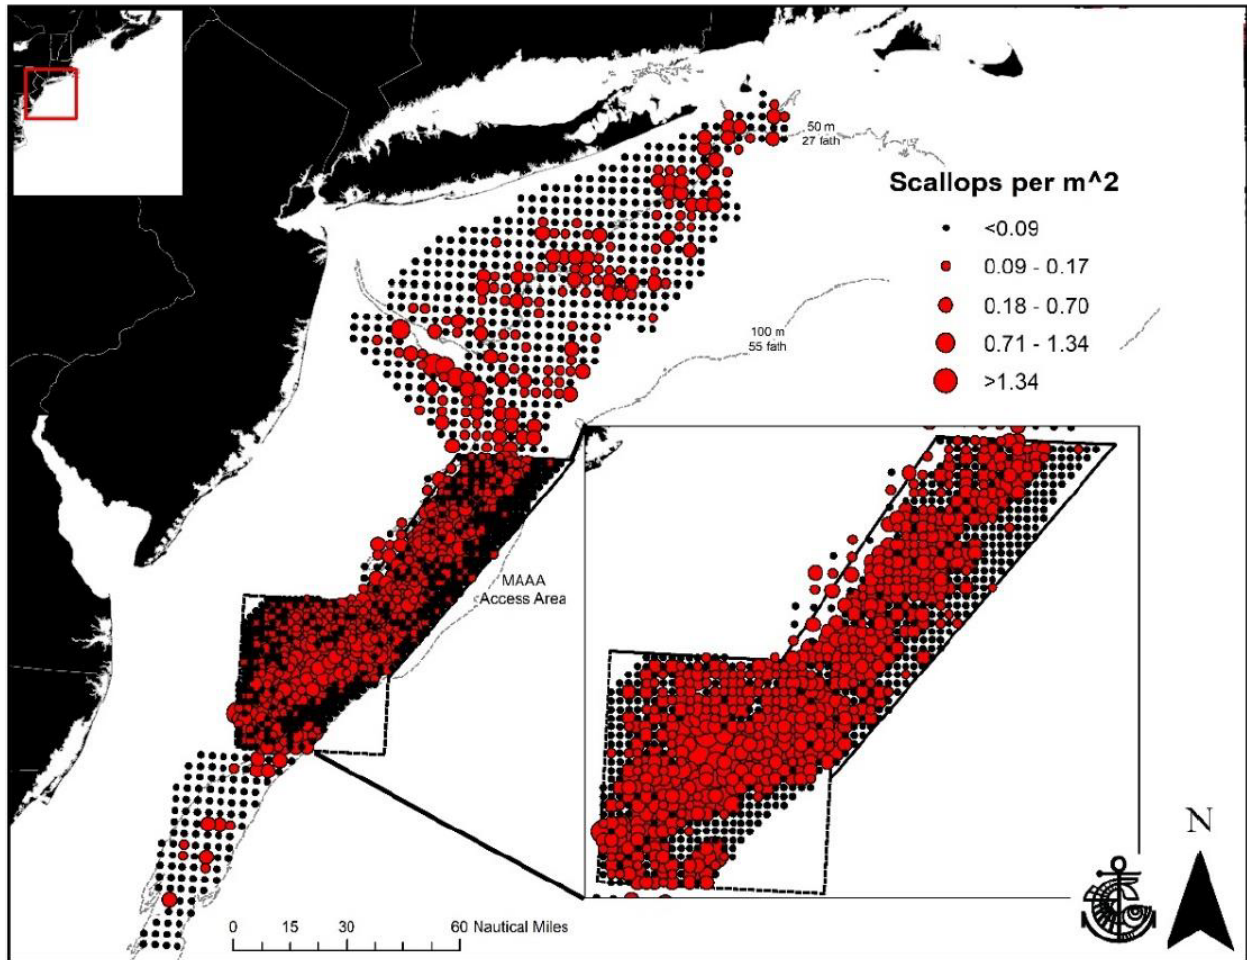 50 m
27 fath
Scallops per m^2
<0.09
0.09 - 0.17
0.18 - 0.70
0.71 - 1.34
>1.34
100 m
55 fath
MAAA
Access Area
N
0 15 30 60 Nautical Miles